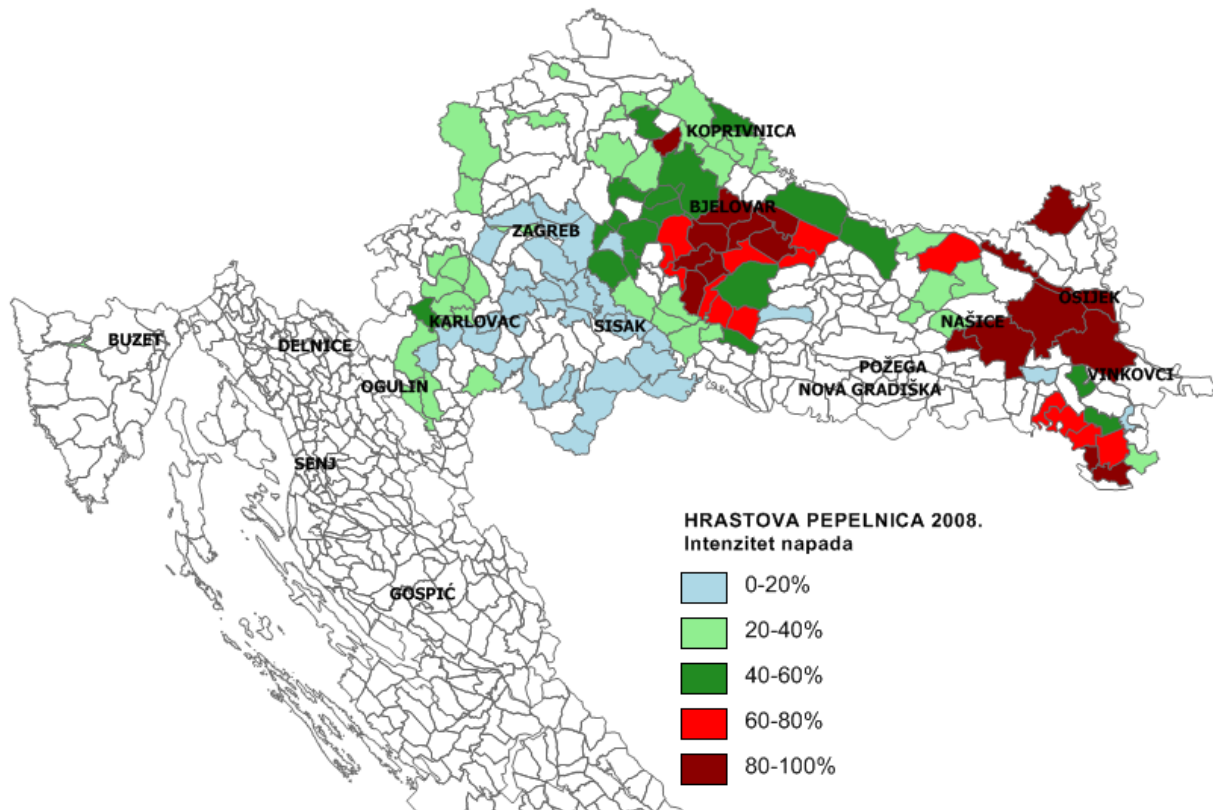 KOPRIVNICA
BJELOVAR
ZAGREB
OSIJEK
KARLOVAC
SISAK
NAŠICE
BUZET
DELNICE
POŽEGA
VINKOVCI
OGULIN
NOVA GRADIŠKA
SENJ
GOSPIĆ
HRASTOVA PEPELNICA 2008.
Intenzitet napada
0-20%
20-40%
40-60%
60-80%
80-100%